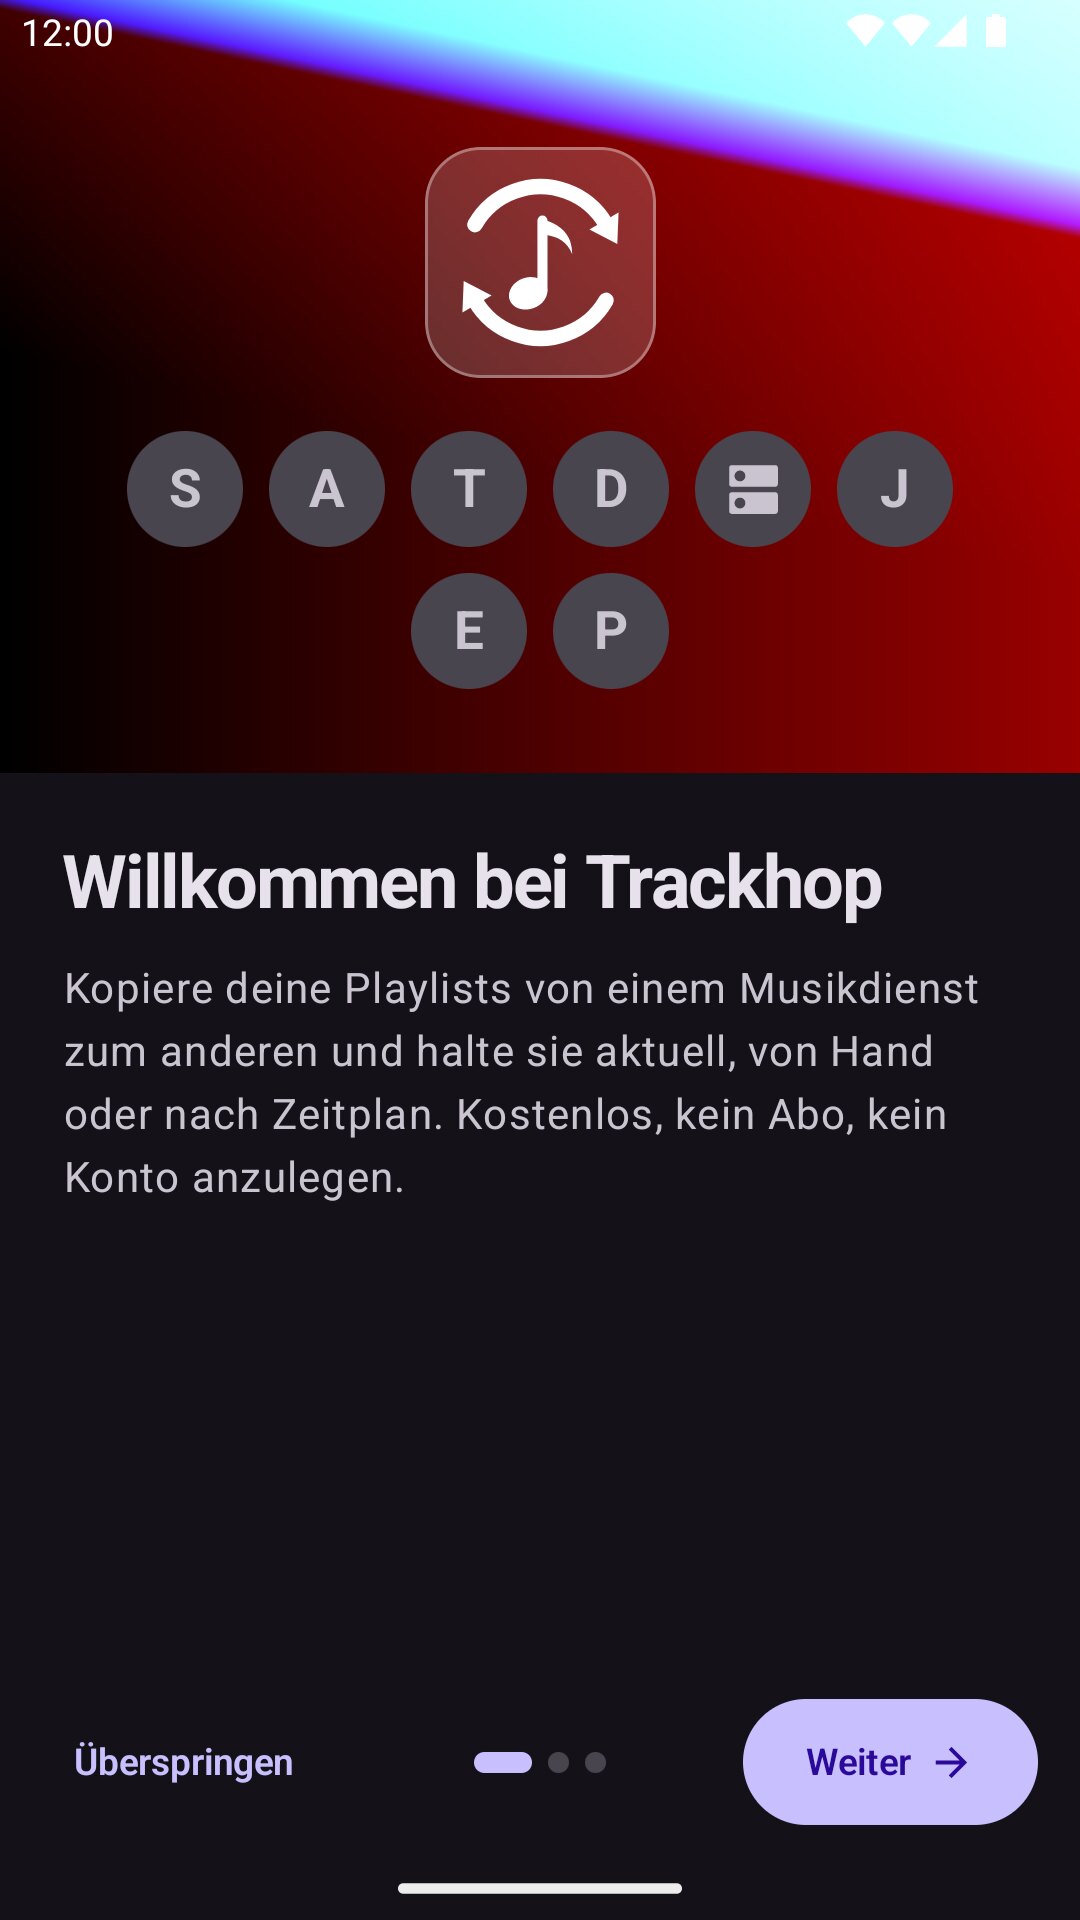 12:00
S A T D J
E P
Willkommen bei Trackhop
Kopiere deine Playlists von einem Musikdienst
zum anderen und halte sie aktuell, von Hand
oder nach Zeitplan. Kostenlos, kein Abo, kein
Konto anzulegen.
Überspringen
Weiter